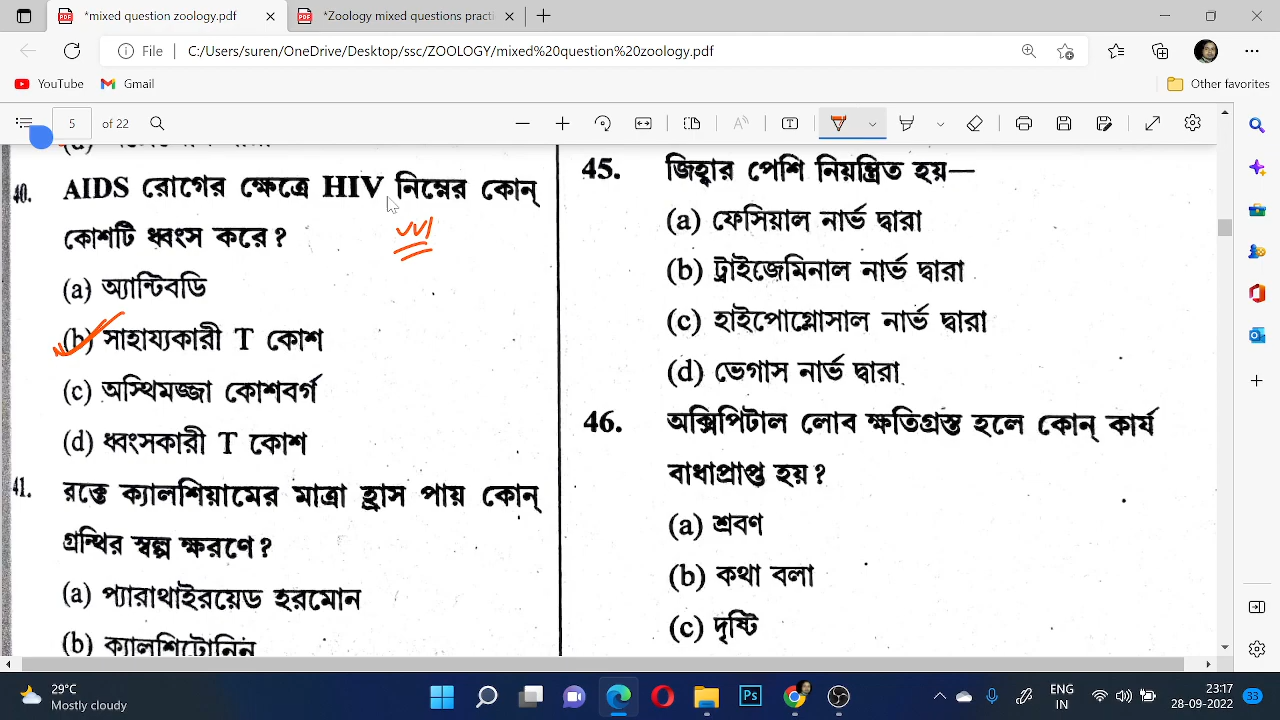 *mixed question zoology.pdf
*Zoology mixed questions practi
File
C:/Users/suren/OneDrive/Desktop/ssc/ZOOLOGY/mixed%20question%20zoology.pdf
YouTube
Gmail
Other favorites
5
of 22
40. AIDS রোগের ক্ষেত্রে HIV নিম্নের কোন্
কোশটি ধ্বংস করে?
(a) অ্যান্টিবডি
(b) সাহায্যকারী T কোশ
(c) অস্থিমজ্জা কোশবর্গ
(d) ধ্বংসকারী T কোশ
41. রক্তে ক্যালশিয়ামের মাত্রা হ্রাস পায় কোন্
গ্রন্থির স্বল্প ক্ষরণে?
(a) প্যারাথাইরয়েড হরমোন
(b) ক্যালশিটোনিন
45. জিহ্বার পেশি নিয়ন্ত্রিত হয়—
(a) ফেসিয়াল নার্ভ দ্বারা
(b) ট্রাইজেমিনাল নার্ভ দ্বারা
(c) হাইপোগ্লোসাল নার্ভ দ্বারা
(d) ভেগাস নার্ভ দ্বারা
46. অক্সিপিটাল লোব ক্ষতিগ্রস্ত হলে কোন্ কার্য
বাধাপ্রাপ্ত হয়?
(a) শ্রবণ
(b) কথা বলা
(c) দৃষ্টি
29°C
Mostly cloudy
ENG
IN
23:17
28-09-2022
33